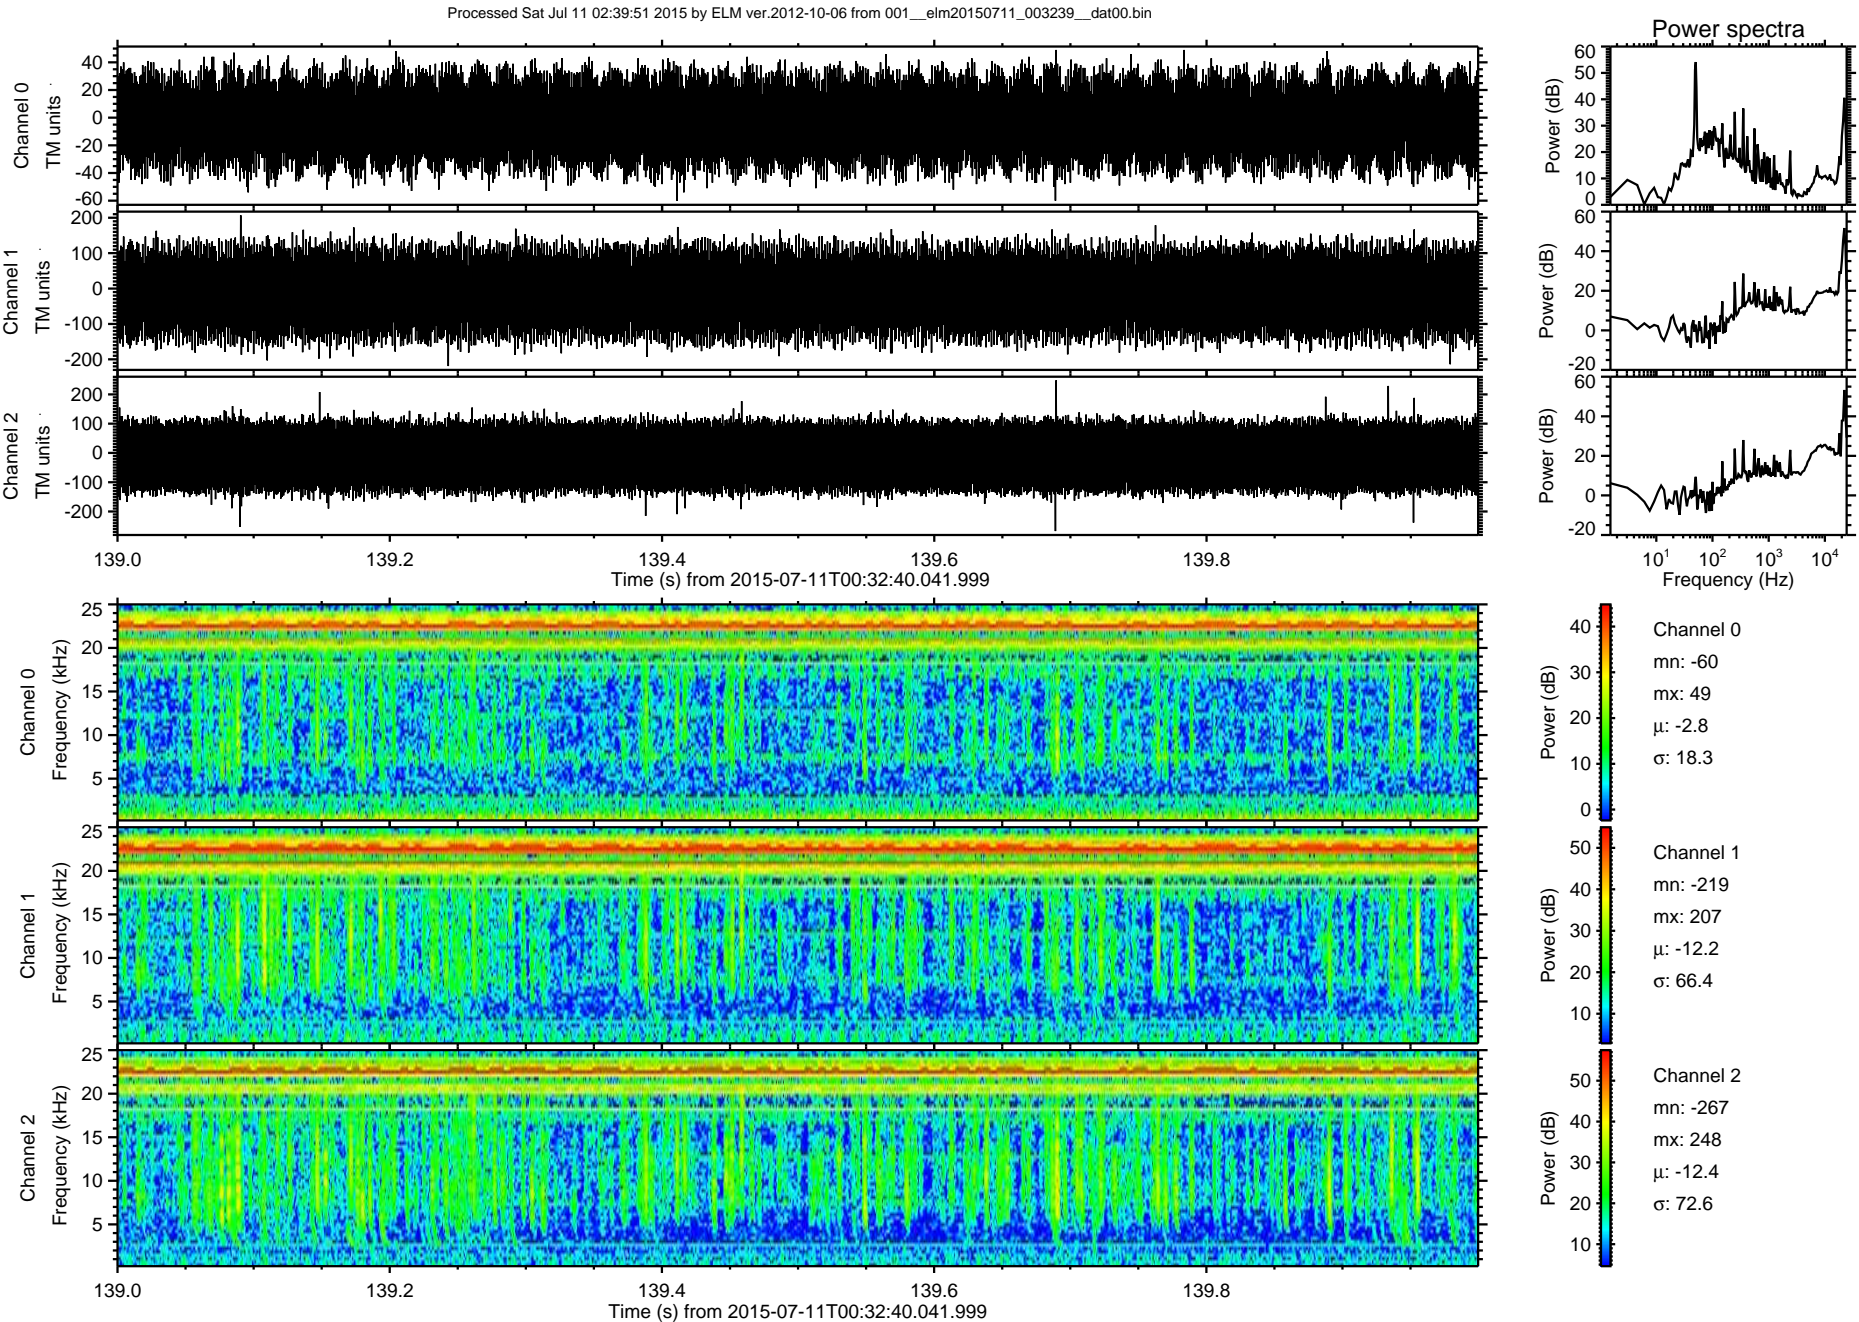 Processed Sat Jul 11 02:39:51 2015 by ELM ver.2012-10-06 from 001__elm20150711_003239__dat00.bin
Power spectra
Channel 0
TM units
40
20
0
-20
-40
-60
Power (dB)
60
50
40
30
20
10
0
Channel 1
TM units
200
100
0
-100
-200
Power (dB)
60
40
20
0
-20
Channel 2
TM units
200
100
0
-100
-200
Power (dB)
60
40
20
0
-20
139.0 139.2 139.4 139.6 139.8
Time (s) from 2015-07-11T00:32:40.041.999
10^1 10^2 10^3 10^4
Frequency (Hz)
Channel 0
Frequency (kHz)
25
20
15
10
5
Power (dB)
40
30
20
10
0
Channel 0
mn: -60
mx: 49
μ: -2.8
σ: 18.3
Channel 1
Frequency (kHz)
25
20
15
10
5
Power (dB)
50
40
30
20
10
Channel 1
mn: -219
mx: 207
μ: -12.2
σ: 66.4
Channel 2
Frequency (kHz)
25
20
15
10
5
Power (dB)
50
40
30
20
10
Channel 2
mn: -267
mx: 248
μ: -12.4
σ: 72.6
139.0 139.2 139.4 139.6 139.8
Time (s) from 2015-07-11T00:32:40.041.999